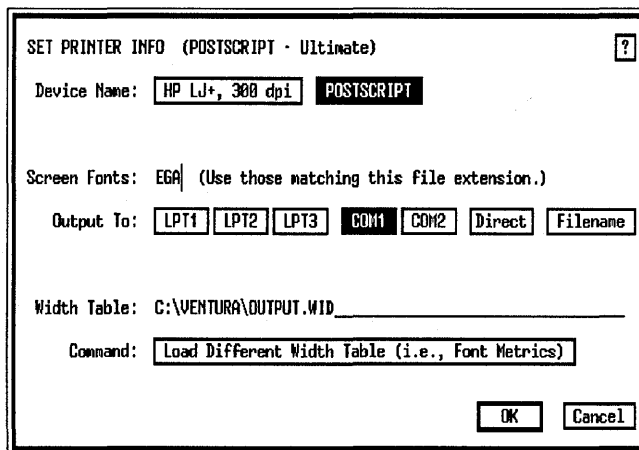 SET PRINTER INFO (POSTSCRIPT - Ultimate) ?
Device Name: HP LJ+, 300 dpi POSTSCRIPT
Screen Fonts: EGA (Use those matching this file extension.)
Output To: LPT1 LPT2 LPT3 COM1 COM2 Direct Filename
Width Table: C:\VENTURA\OUTPUT.WID
Command: Load Different Width Table (i.e., Font Metrics)
OK Cancel